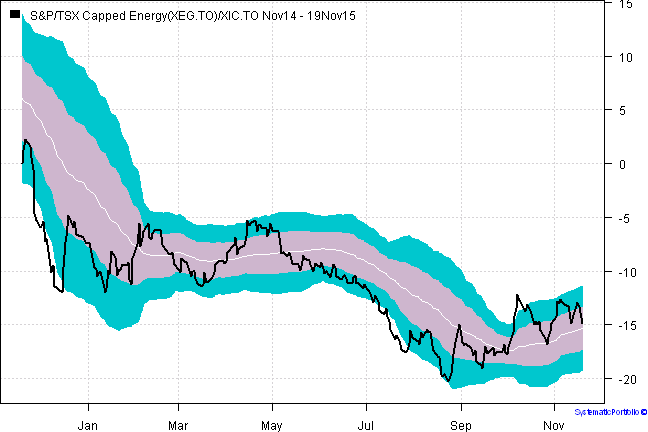 S&P/TSX Capped Energy(XEG.TO)/XIC.TO Nov14 - 19Nov15
15
10
5
0
-5
-10
-15
-20
Jan Mar May Jul Sep Nov
SystematicPortfolio ©